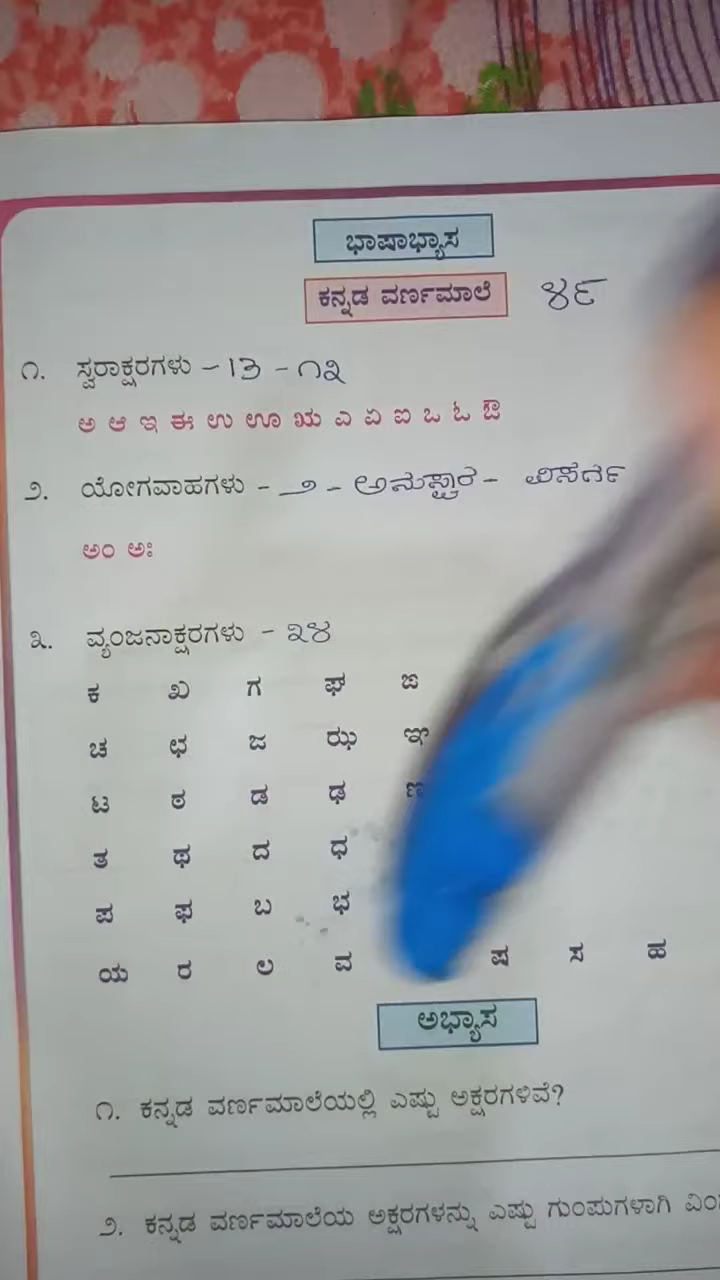 ಭಾಷಾಭ್ಯಾಸ
ಕನ್ನಡ ವರ್ಣಮಾಲೆ ೪೯
೧. ಸ್ವರಾಕ್ಷರಗಳು - 13 - ೧೩
ಅ ಆ ಇ ಈ ಉ ಊ ಋ ಎ ಏ ಐ ಒ ಓ ಔ
೨. ಯೋಗವಾಹಗಳು - ೨ - ಅನುಸ್ವಾರ - ವಿಸರ್ಗ
ಅಂ ಅಃ
೩. ವ್ಯಂಜನಾಕ್ಷರಗಳು - ೩೪
ಕ ಖ ಗ ಘ ಙ
ಚ ಛ ಜ ಝ ಞ
ಟ ಠ ಡ ಢ ಣ
ತ ಥ ದ ಧ
ಪ ಫ ಬ ಭ
ಯ ರ ಲ ವ ಷ ಸ ಹ
ಅಭ್ಯಾಸ
೧. ಕನ್ನಡ ವರ್ಣಮಾಲೆಯಲ್ಲಿ ಎಷ್ಟು ಅಕ್ಷರಗಳಿವೆ?
೨. ಕನ್ನಡ ವರ್ಣಮಾಲೆಯ ಅಕ್ಷರಗಳನ್ನು ಎಷ್ಟು ಗುಂಪುಗಳಾಗಿ